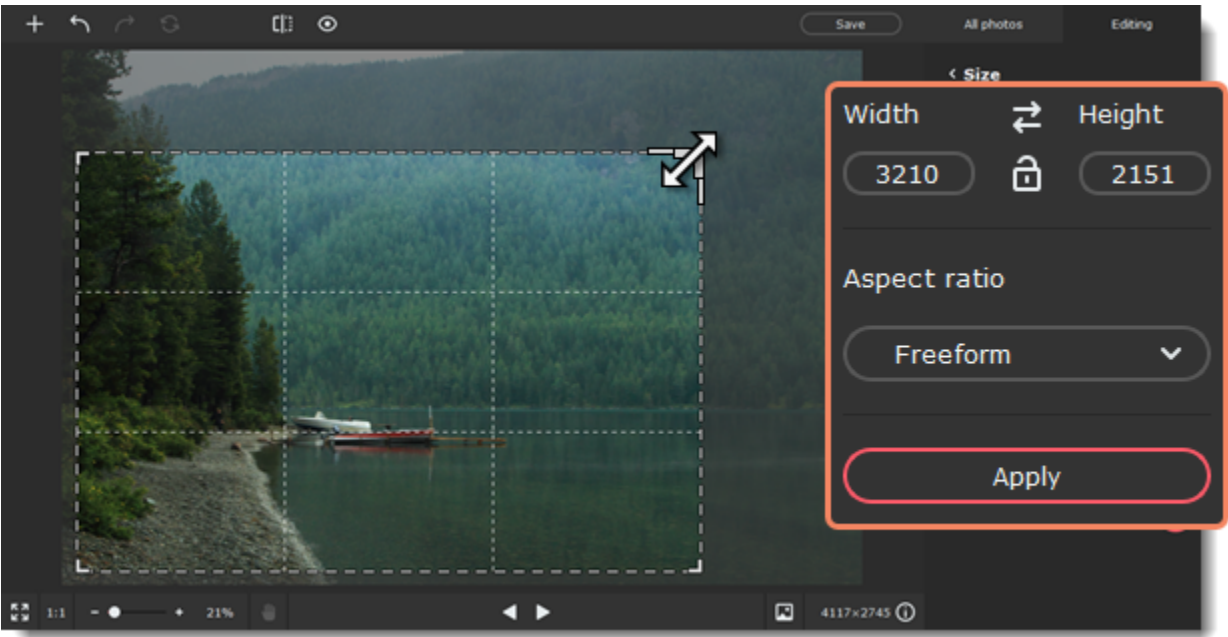 Save
All photos
Editing
< Size
Width
Height
3210
2151
Aspect ratio
Freeform
Apply
1:1
21%
4117×2745